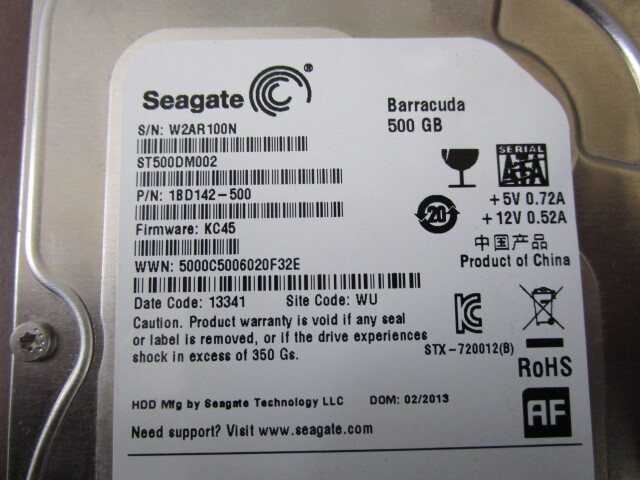 Seagate®
Barracuda
500 GB
S/N: W2AR100N
ST500DM002
P/N: 1BD142-500
Firmware: KC45
WWN: 5000C5006020F32E
SERIAL
ATA
+5V 0.72A
+12V 0.52A
20
中国产品
Product of China
Date Code: 13341 Site Code: WU
Caution. Product warranty is void if any seal
or label is removed, or if the drive experiences
shock in excess of 350 Gs.
STX-720012(B)
RoHS
HDD Mfg by Seagate Technology LLC DOM: 02/2013
AF
Need support? Visit www.seagate.com